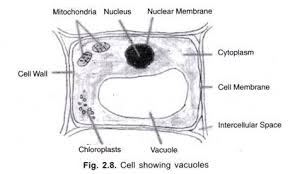 Mitochondria Nucleus Nuclear Membrane
Cytoplasm
Cell Wall
Cell Membrane
Intercellular Space
Chloroplasts Vacuole
Fig. 2.8. Cell showing vacuoles